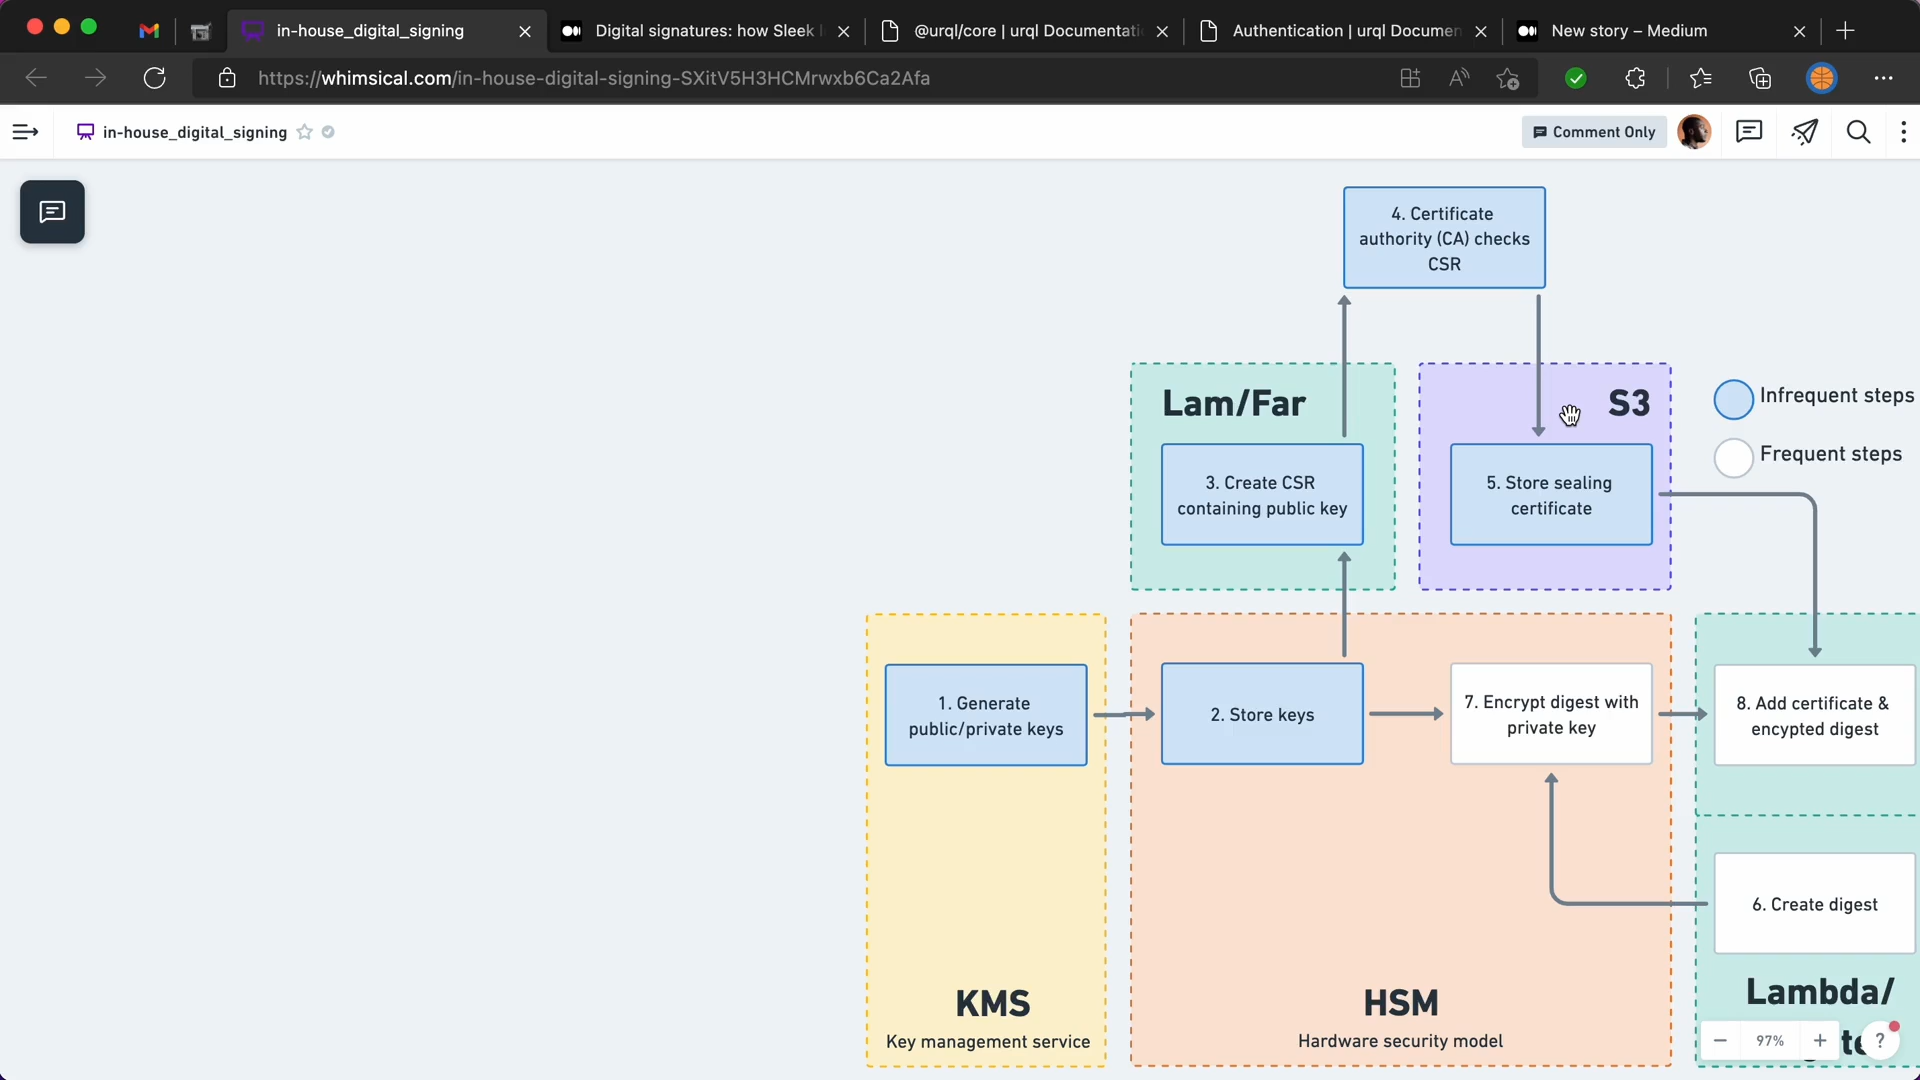 in-house_digital_signing
Digital signatures: how Sleek
@urql/core | urql Documentati
Authentication | urql Documen
New story – Medium
https://whimsical.com/in-house-digital-signing-SXitV5H3HCMrwxb6Ca2Afa
in-house_digital_signing
Comment Only
4. Certificate
authority (CA) checks
CSR
Lam/Far
S3
Infrequent steps
Frequent steps
3. Create CSR
containing public key
5. Store sealing
certificate
1. Generate
public/private keys
2. Store keys
7. Encrypt digest with
private key
8. Add certificate &
encrypted digest
6. Create digest
KMS
Key management service
HSM
Hardware security model
Lambda/
97%
?